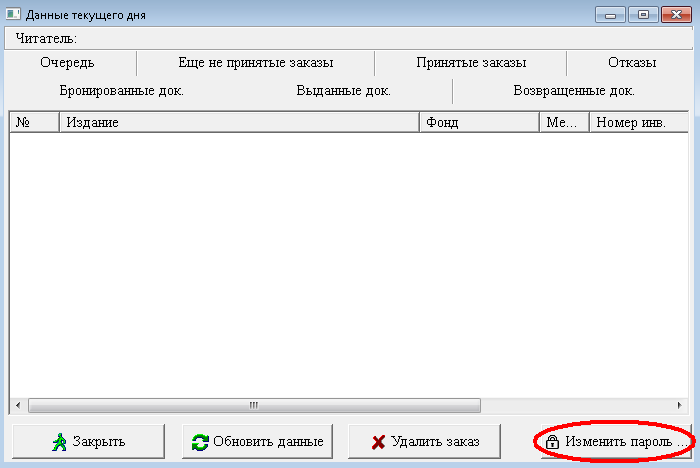 Данные текущего дня
Читатель:
Очередь Еще не принятые заказы Принятые заказы Отказы
Бронированные док. Выданные док. Возвращенные док.
№ Издание Фонд Ме... Номер инв.
Закрыть Обновить данные Удалить заказ Изменить пароль ...